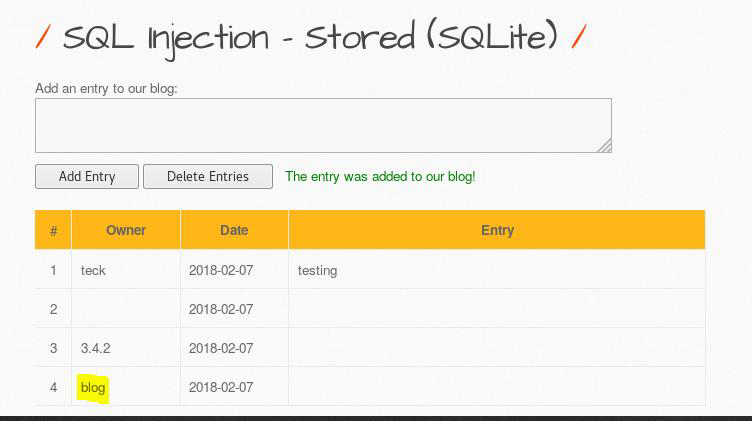 / SQL Injection - Stored (SQLite) /
Add an entry to our blog:
Add Entry Delete Entries The entry was added to our blog!
# Owner Date Entry
1 teck 2018-02-07 testing
2 2018-02-07
3 3.4.2 2018-02-07
4 blog 2018-02-07